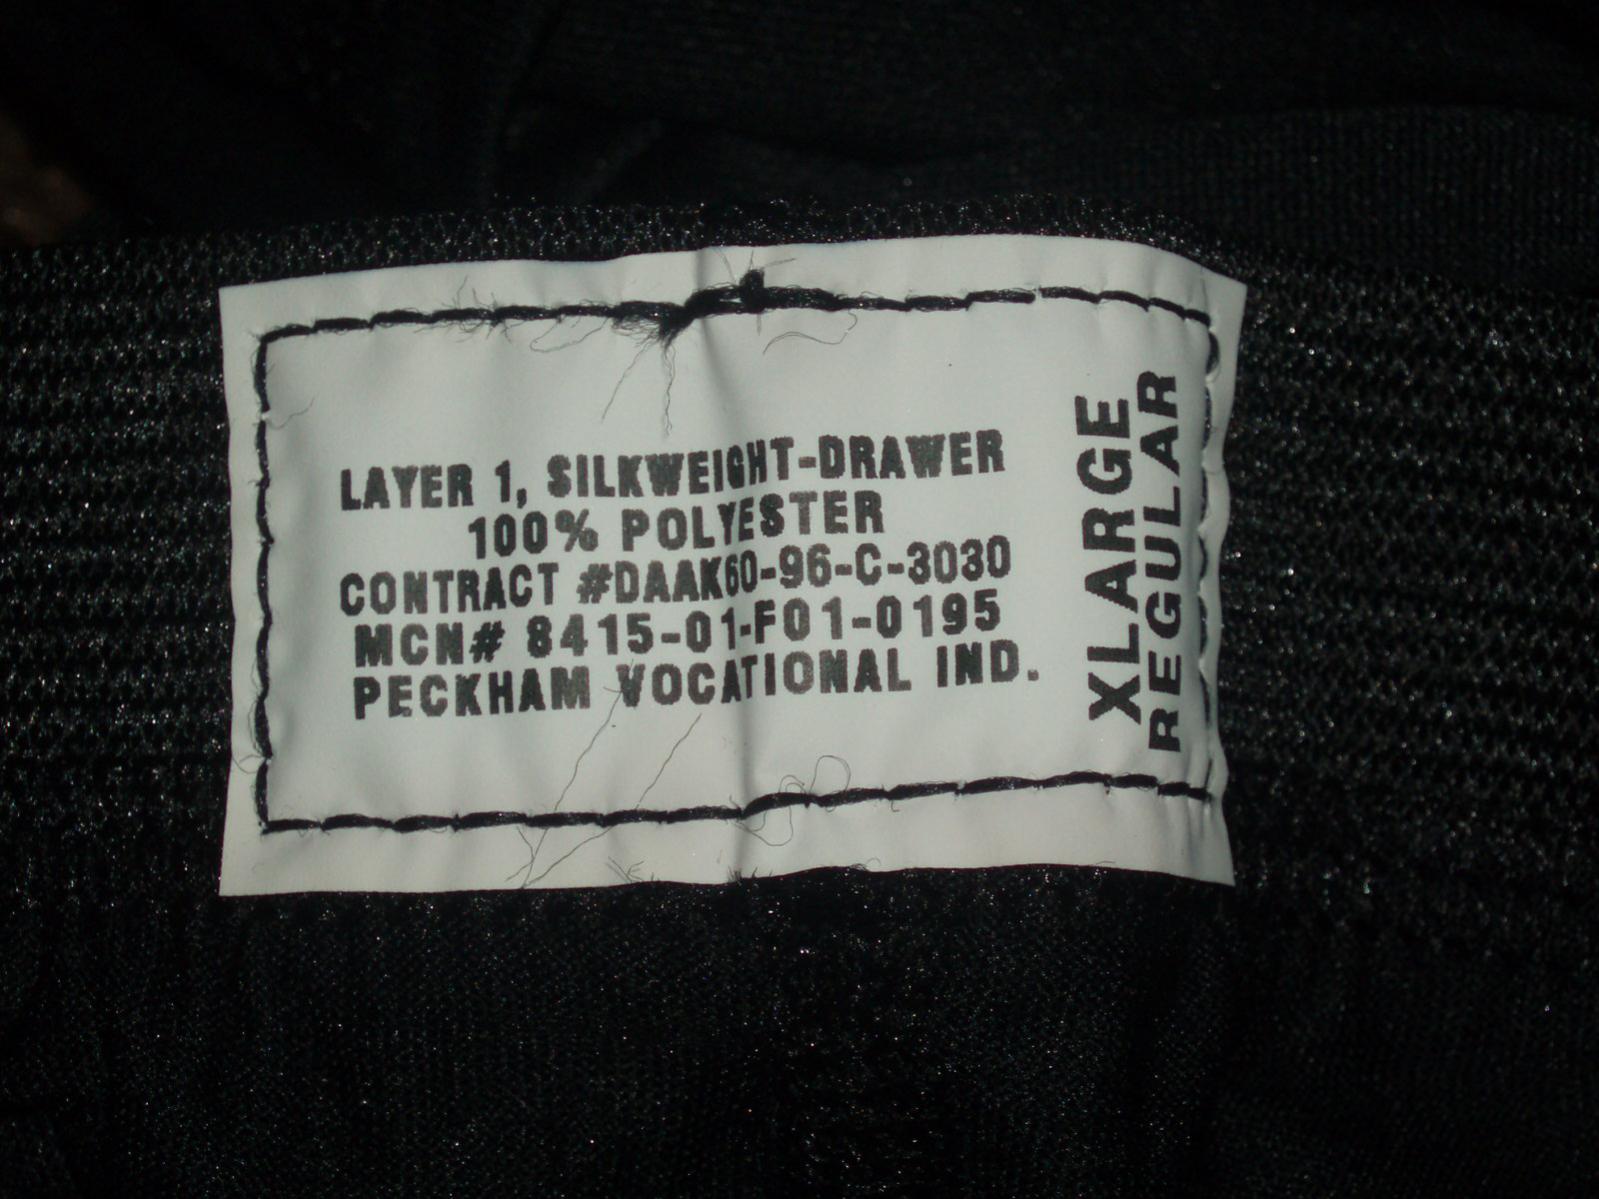 LAYER 1, SILKWEIGHT-DRAWER
100% POLYESTER
CONTRACT #DAAK60-96-C-3030
MCN# 8415-01-F01-0195
PECKHAM VOCATIONAL IND.
XLARGE
REGULAR